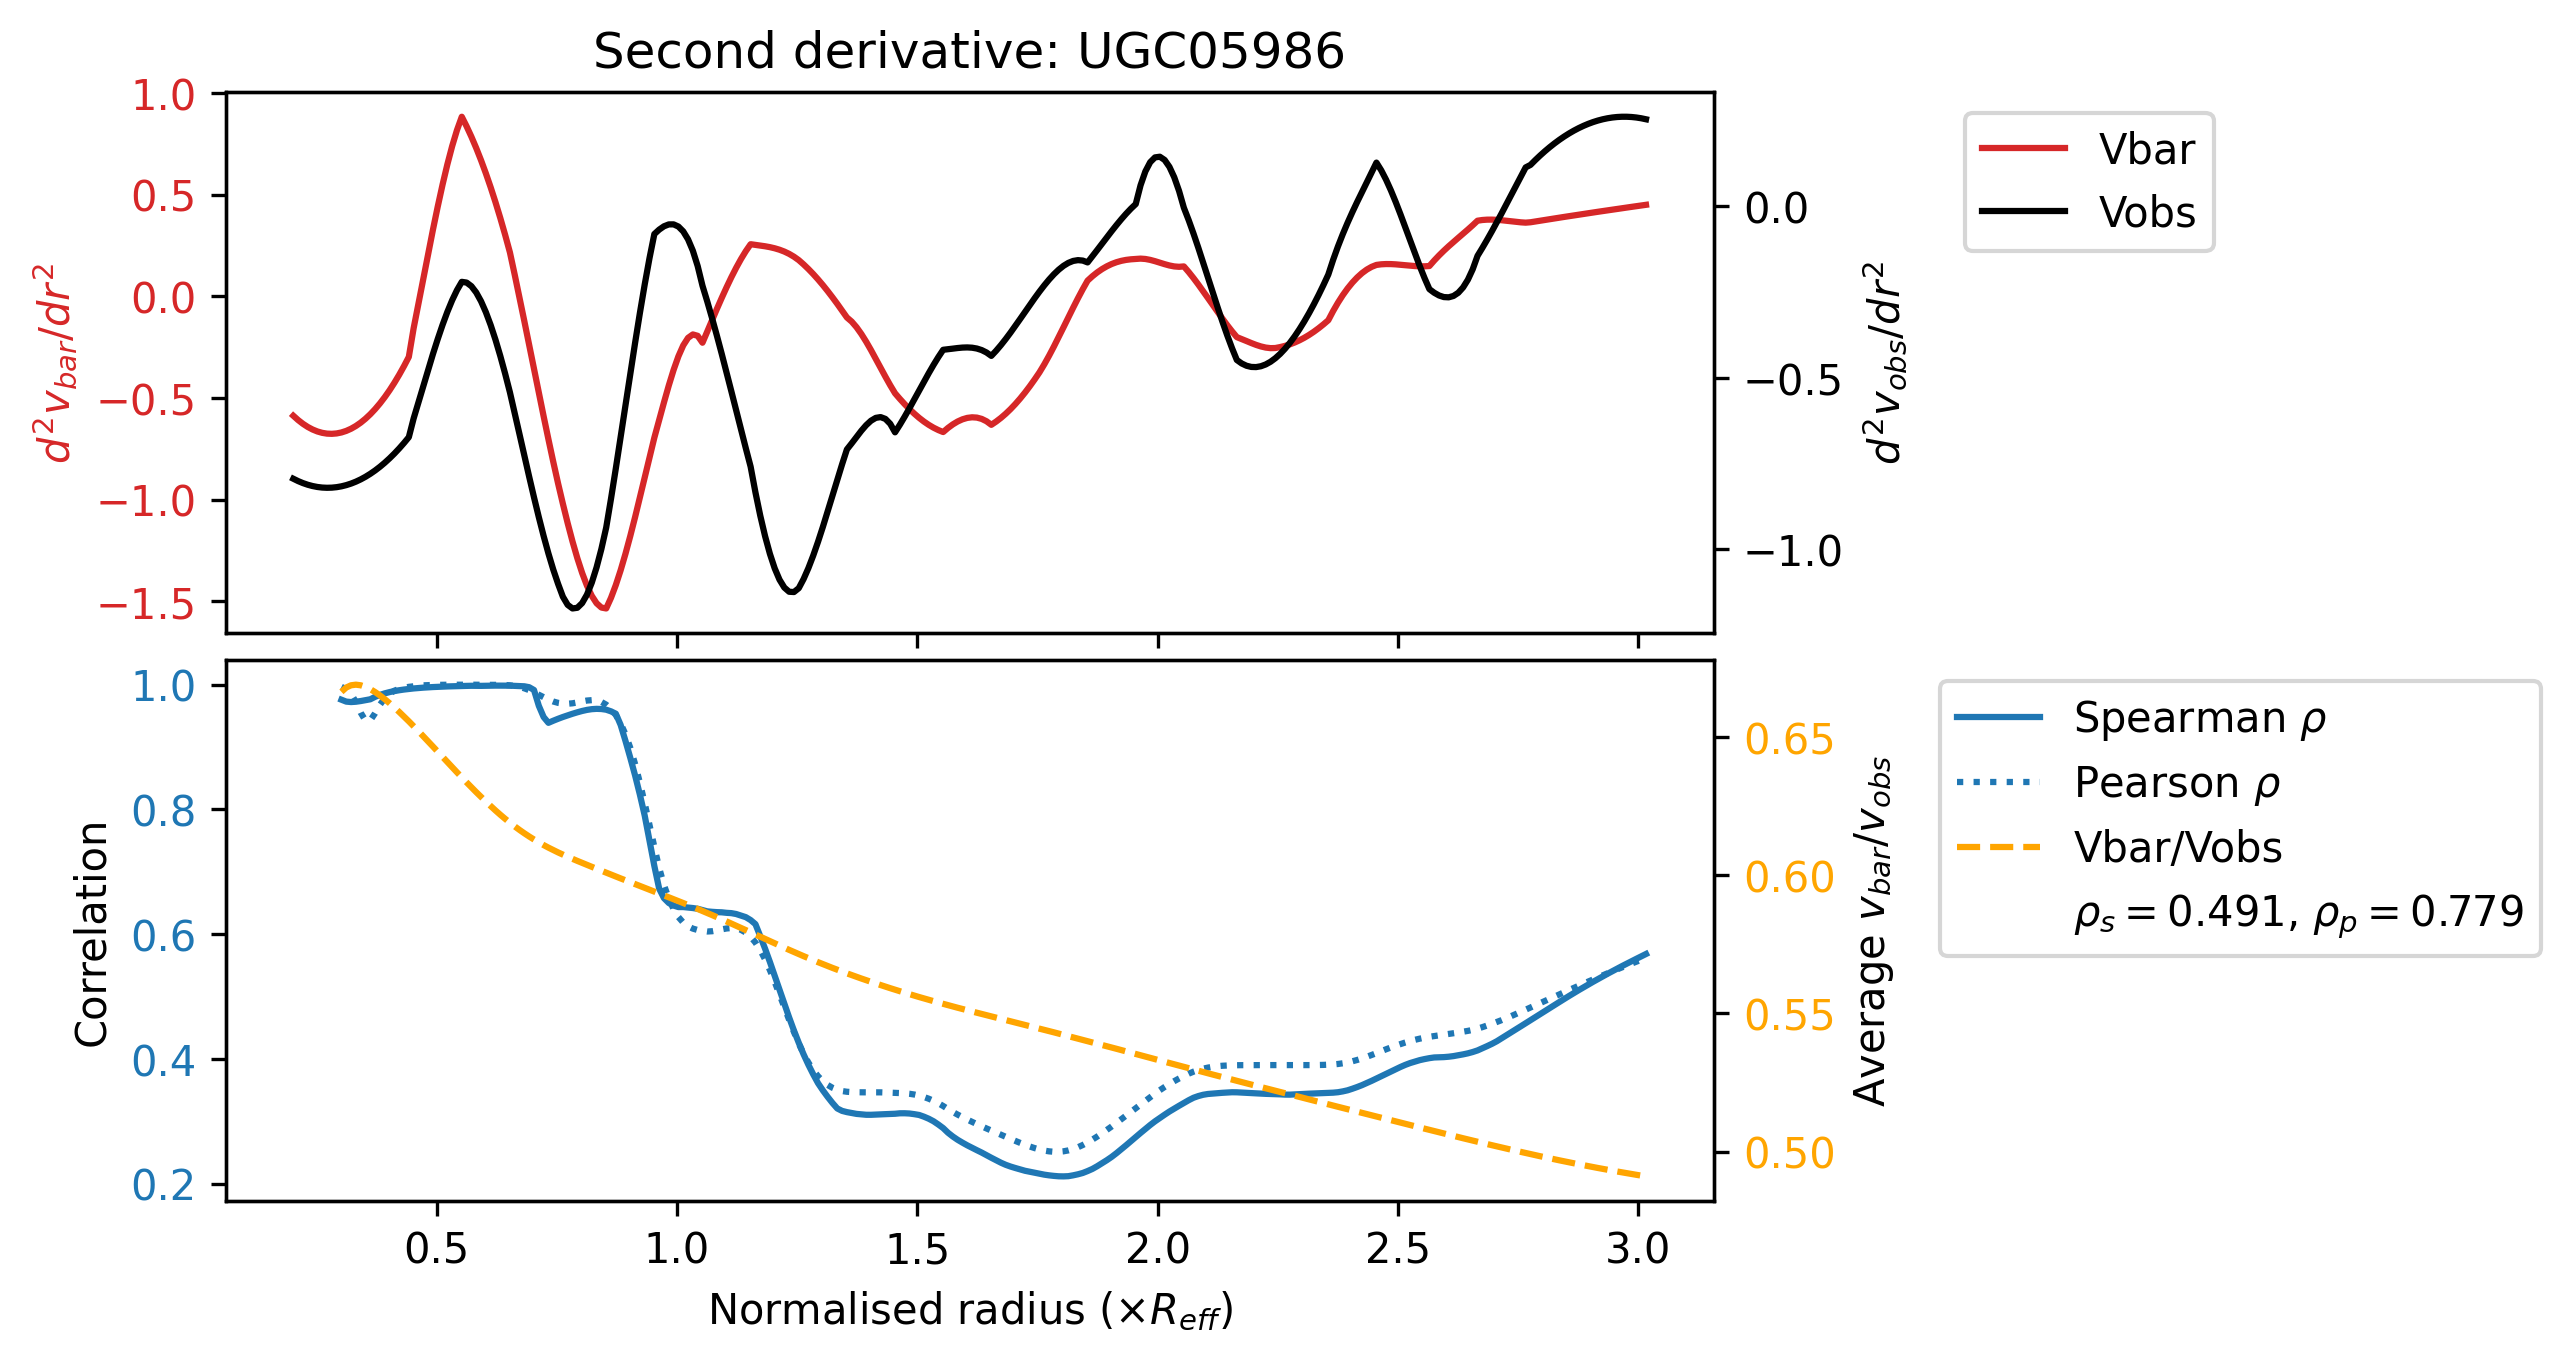 Second derivative: UGC05986
1.0
0.5
0.0
−0.5
−1.0
−1.5
d²v_bar/dr²
0.0
−0.5
−1.0
d²v_obs/dr²
Vbar
Vobs
1.0
0.8
0.6
0.4
0.2
Correlation
0.65
0.60
0.55
0.50
Average v_bar/v_obs
Spearman ρ
Pearson ρ
Vbar/Vobs
ρ_s = 0.491, ρ_p = 0.779
0.5 1.0 1.5 2.0 2.5 3.0
Normalised radius (×R_eff)